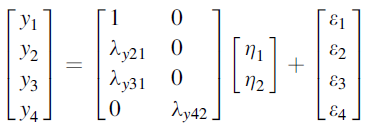 y1 = 1 0 η1 + ε1
y2 λy21 0 η2 ε2
y3 λy31 0 ε3
y4 0 λy42 ε4